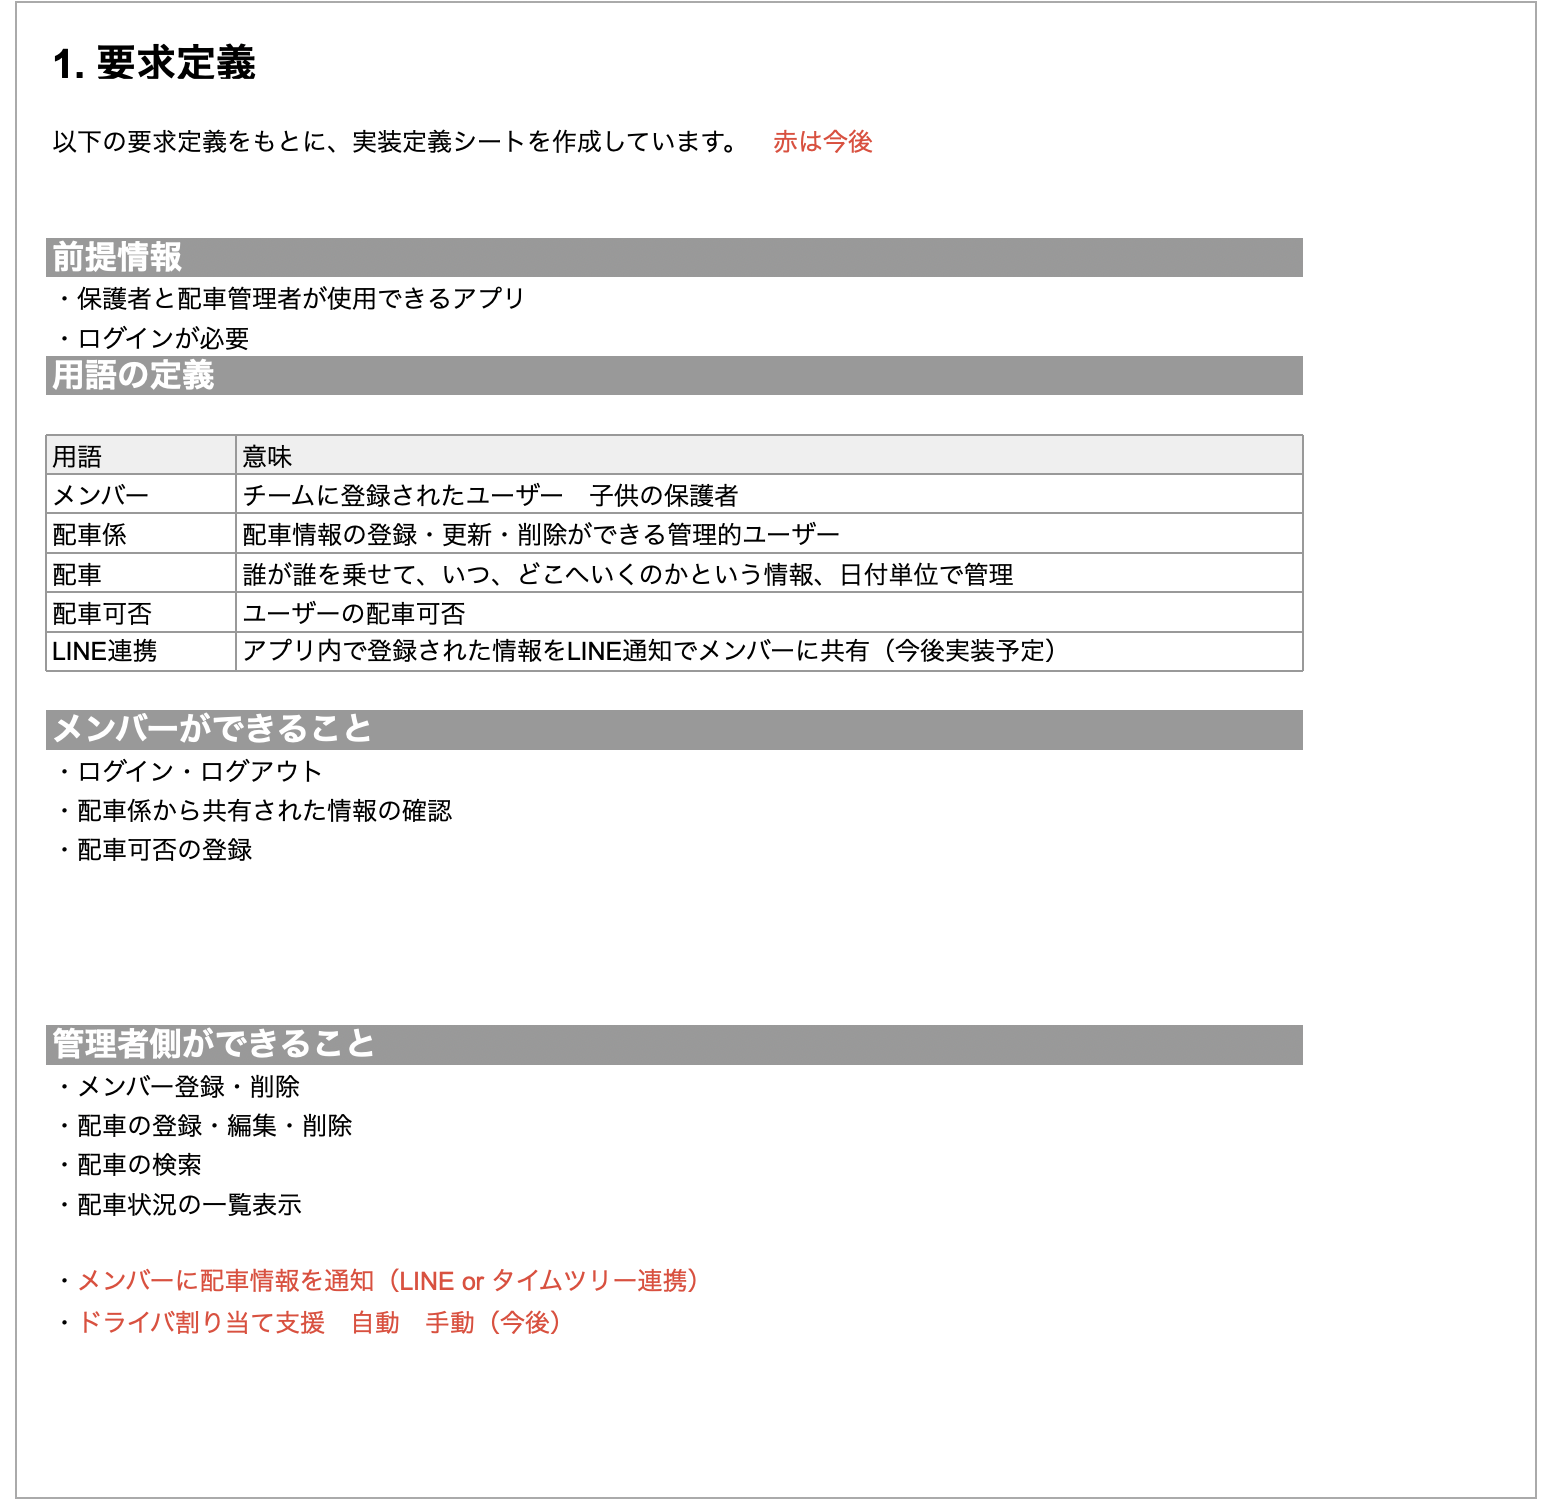 1. 要求定義
以下の要求定義をもとに、実装定義シートを作成しています。　赤は今後
前提情報
・保護者と配車管理者が使用できるアプリ
・ログインが必要
用語の定義
用語　意味
メンバー　チームに登録されたユーザー　子供の保護者
配車係　配車情報の登録・更新・削除ができる管理的ユーザー
配車　誰が誰を乗せて、いつ、どこへいくのかという情報、日付単位で管理
配車可否　ユーザーの配車可否
LINE連携　アプリ内で登録された情報をLINE通知でメンバーに共有（今後実装予定）
メンバーができること
・ログイン・ログアウト
・配車係から共有された情報の確認
・配車可否の登録
管理者側ができること
・メンバー登録・削除
・配車の登録・編集・削除
・配車の検索
・配車状況の一覧表示
・メンバーに配車情報を通知（LINE or タイムツリー連携）
・ドライバ割り当て支援　自動　手動（今後）